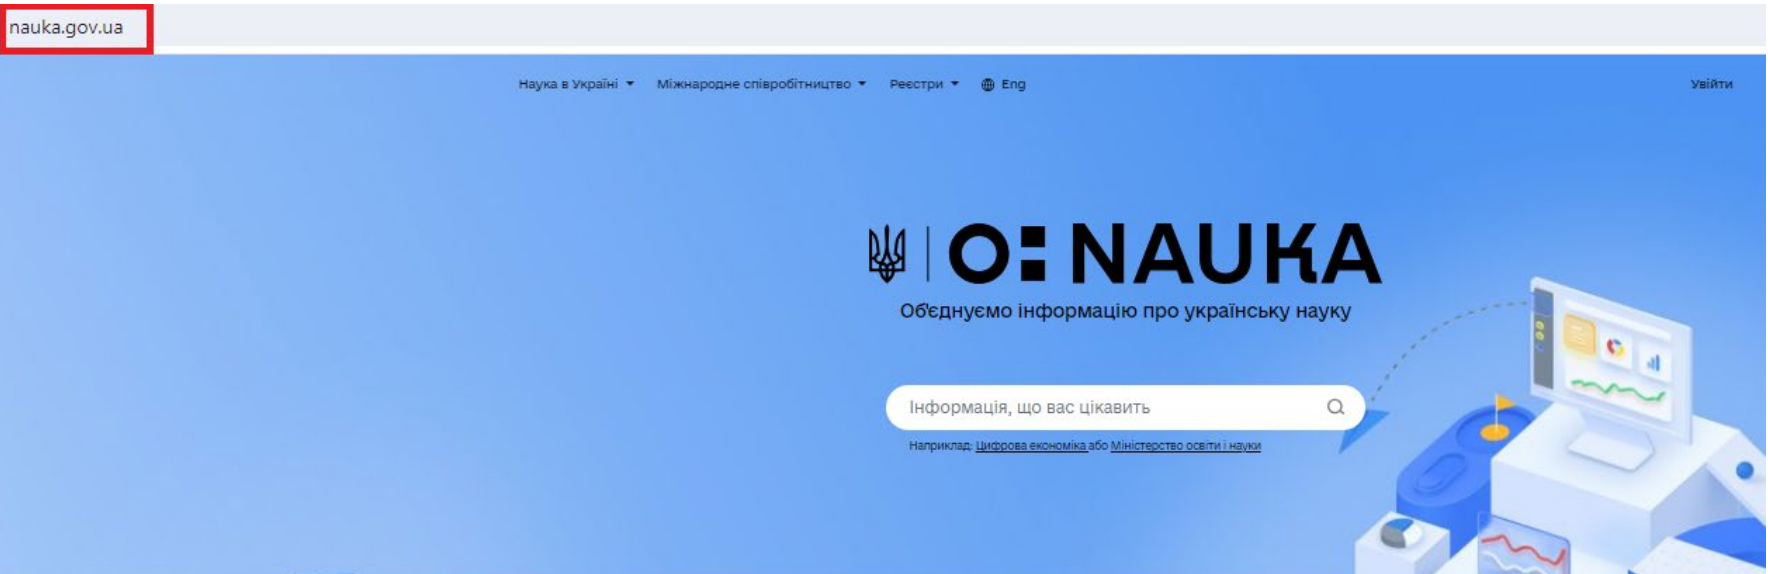 nauka.gov.ua
Наука в Україні Міжнародне співробітництво Реєстри Eng Увійти
O: NAUKA
Об'єднуємо інформацію про українську науку
Інформація, що вас цікавить
Наприклад: Цифрова економіка або Міністерство освіти і науки